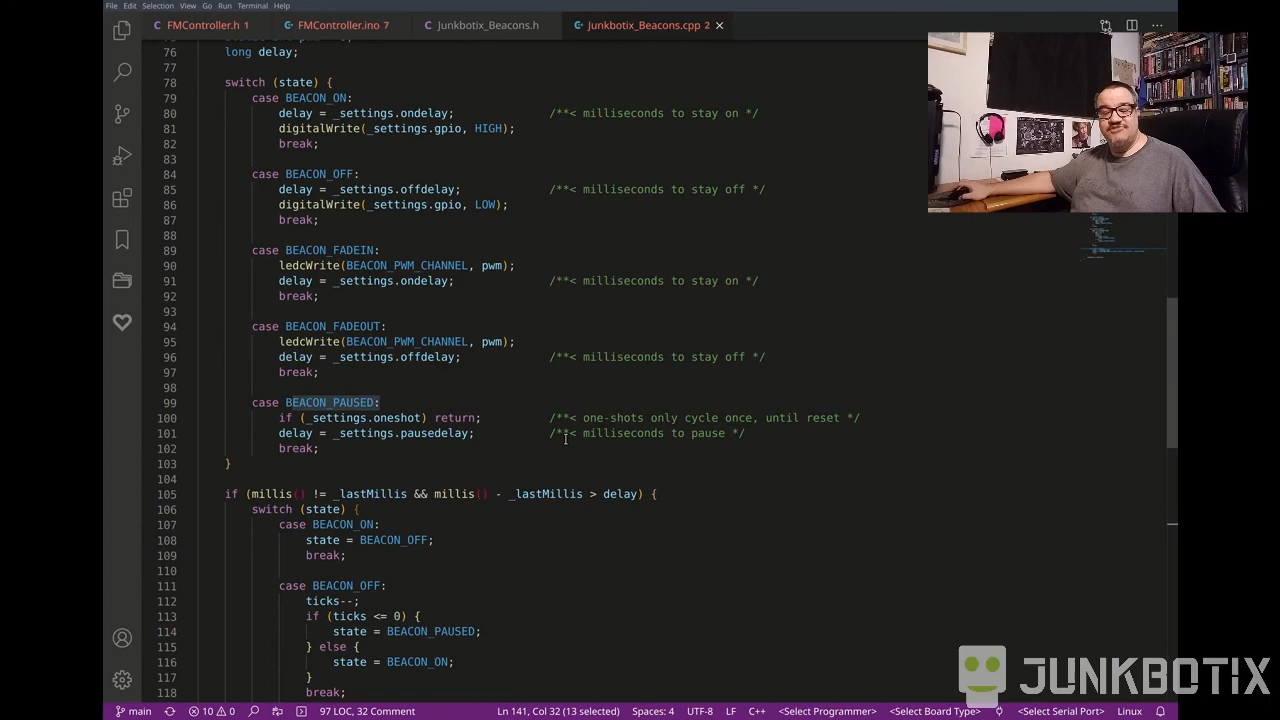 File Edit Selection View Go Run Terminal Help
FMController.h 1
FMController.ino 7
Junkbotix_Beacons.h
Junkbotix_Beacons.cpp 2
76 long delay;
77
78 switch (state) {
79 case BEACON_ON:
80 delay = _settings.ondelay; /**< milliseconds to stay on */
81 digitalWrite(_settings.gpio, HIGH);
82 break;
83
84 case BEACON_OFF:
85 delay = _settings.offdelay; /**< milliseconds to stay off */
86 digitalWrite(_settings.gpio, LOW);
87 break;
88
89 case BEACON_FADEIN:
90 ledcWrite(BEACON_PWM_CHANNEL, pwm);
91 delay = _settings.ondelay; /**< milliseconds to stay on */
92 break;
93
94 case BEACON_FADEOUT:
95 ledcWrite(BEACON_PWM_CHANNEL, pwm);
96 delay = _settings.offdelay; /**< milliseconds to stay off */
97 break;
98
99 case BEACON_PAUSED:
100 if (_settings.oneshot) return; /**< one-shots only cycle once, until reset */
101 delay = _settings.pausedelay; /**< milliseconds to pause */
102 break;
103 }
104
105 if (millis() != _lastMillis && millis() - _lastMillis > delay) {
106 switch (state) {
107 case BEACON_ON:
108 state = BEACON_OFF;
109 break;
110
111 case BEACON_OFF:
112 ticks--;
113 if (ticks <= 0) {
114 state = BEACON_PAUSED;
115 } else {
116 state = BEACON_ON;
117 }
118 break;
JUNKBOTIX
main 10 0 97 LOC, 32 Comment Ln 141, Col 32 (13 selected) Spaces: 4 UTF-8 LF C++ <Select Programmer> <Select Board Type> <Select Serial Port> Linux